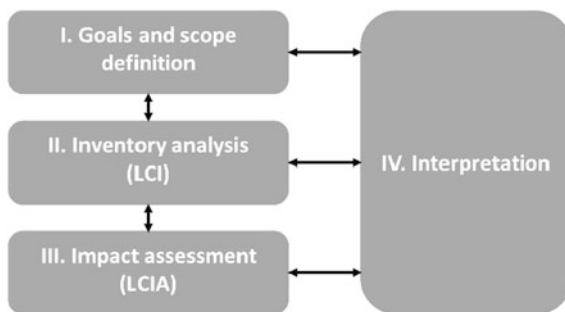 I. Goals and scope
definition
II. Inventory analysis
(LCI)
IV. Interpretation
III. Impact assessment
(LCIA)